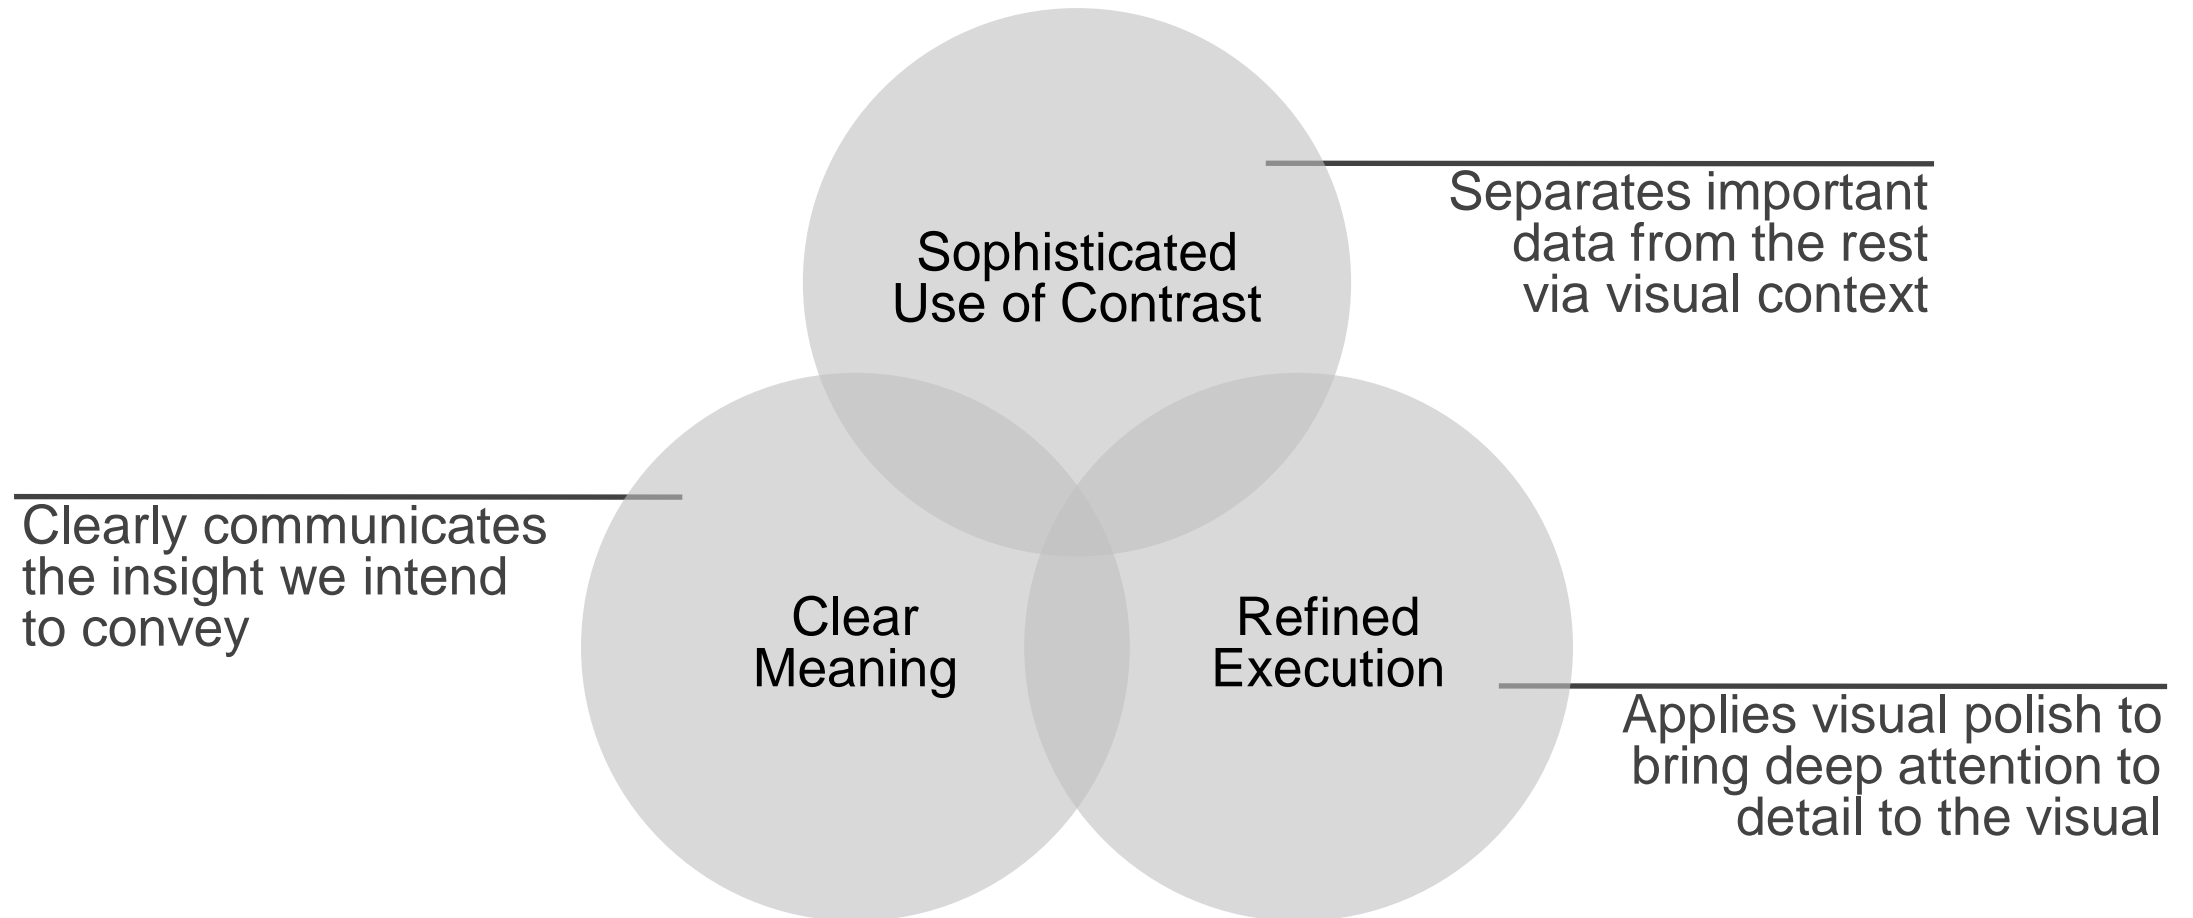 Sophisticated
Use of Contrast
Separates important
data from the rest
via visual context
Clearly communicates
the insight we intend
to convey
Clear
Meaning
Refined
Execution
Applies visual polish to
bring deep attention to
detail to the visual